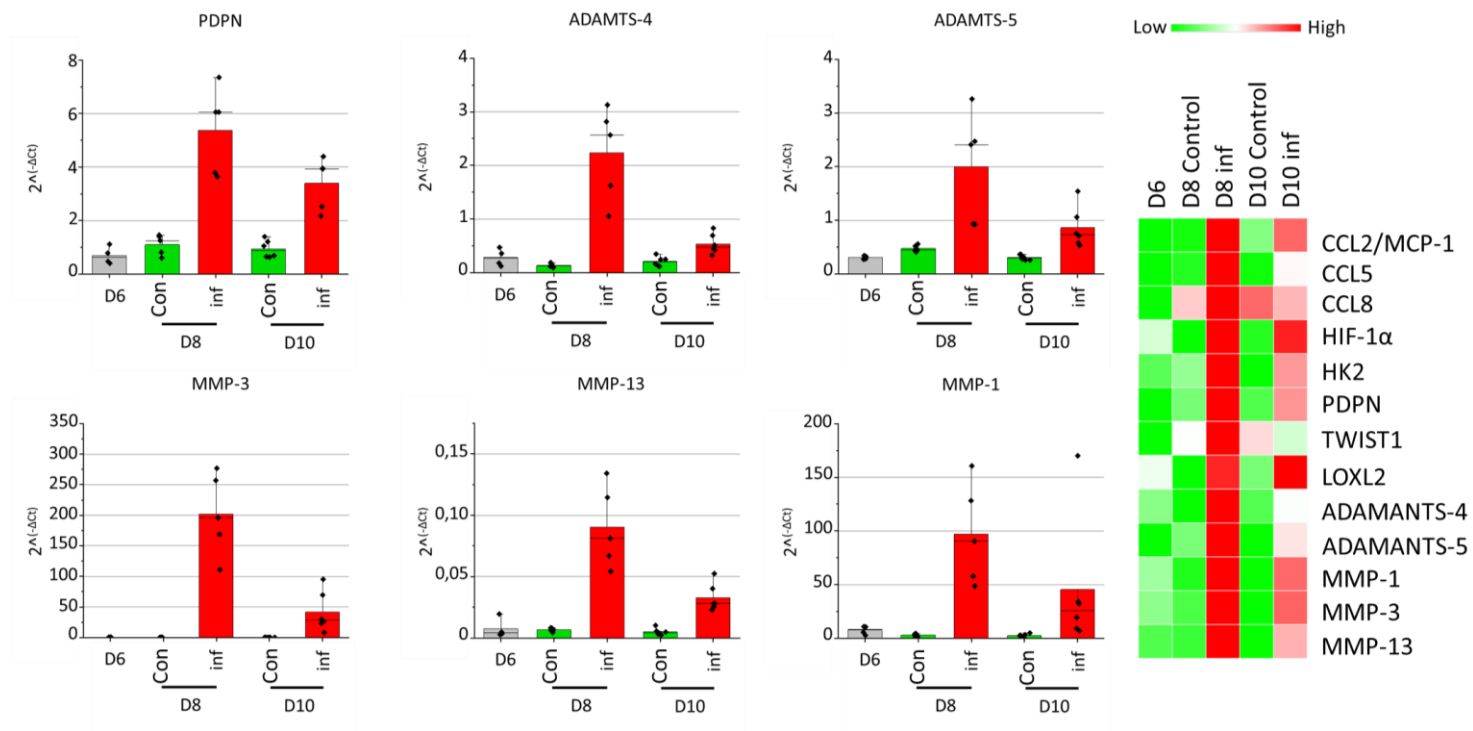 PDPN
8
6
4
2
0
2^(-ΔCt)
D6
Con
inf
Con
inf
D8
D10
ADAMTS-4
4
3
2
1
0
2^(-ΔCt)
D6
Con
inf
Con
inf
D8
D10
ADAMTS-5
4
3
2
1
0
2^(-ΔCt)
D6
Con
inf
Con
inf
D8
D10
MMP-3
350
300
250
200
150
100
50
0
2^(-ΔCt)
D6
Con
inf
Con
inf
D8
D10
MMP-13
0,15
0,10
0,05
0
2^(-ΔCt)
D6
Con
inf
Con
inf
D8
D10
MMP-1
200
150
100
50
0
2^(-ΔCt)
D6
Con
inf
Con
inf
D8
D10
Low High
D6
D8 Control
D8 inf
D10 Control
D10 inf
CCL2/MCP-1
CCL5
CCL8
HIF-1α
HK2
PDPN
TWIST1
LOXL2
ADAMANTS-4
ADAMANTS-5
MMP-1
MMP-3
MMP-13